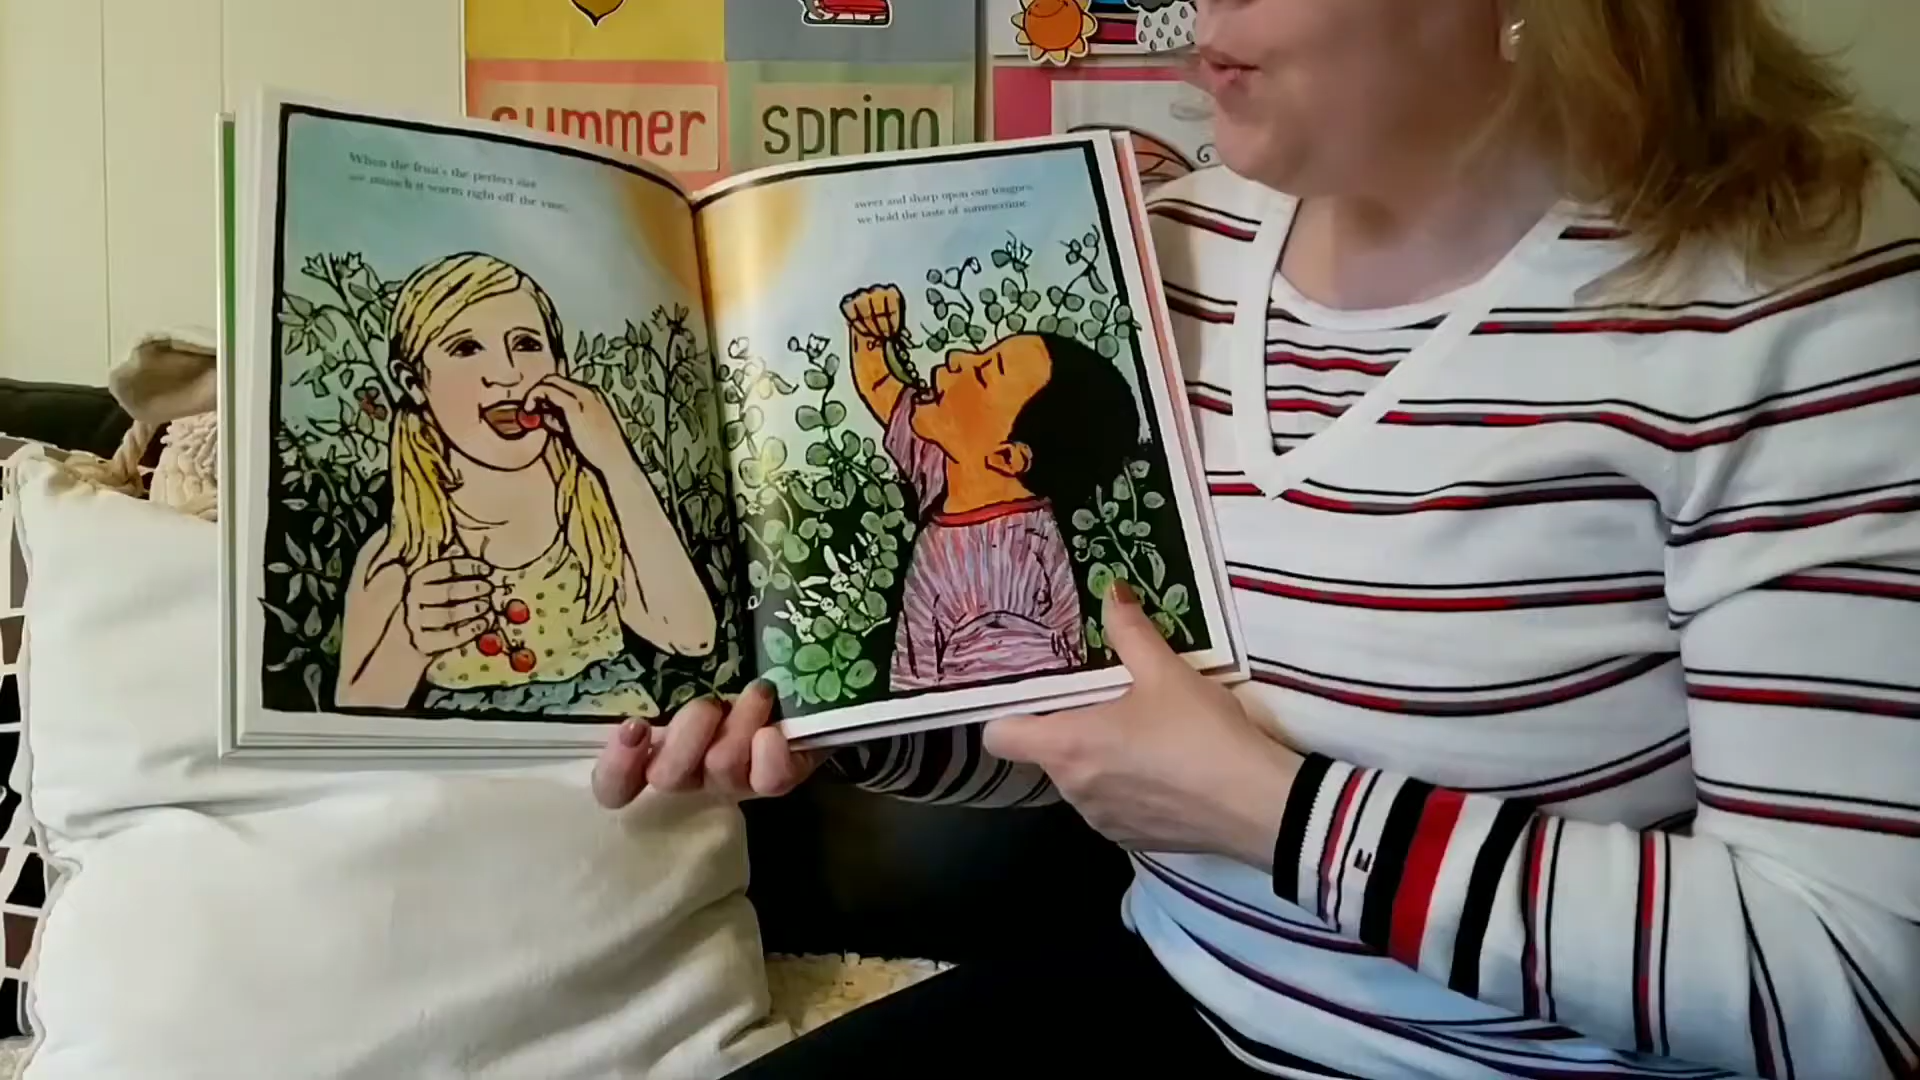 summer
spring
When the fruit's the perfect size
we munch it warm right off the vine,
sweet and sharp upon our tongues,
we hold the taste of summertime.